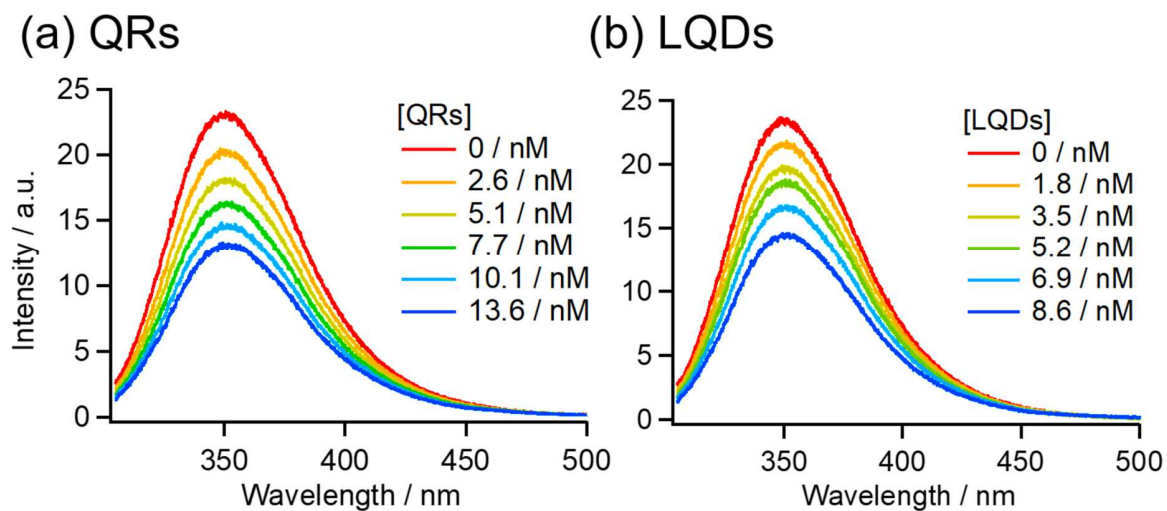 (a) QRs
25
20
15
10
5
0
Intensity / a.u.
[QRs]
0 / nM
2.6 / nM
5.1 / nM
7.7 / nM
10.1 / nM
13.6 / nM
350 400 450 500
Wavelength / nm
(b) LQDs
25
20
15
10
5
0
[LQDs]
0 / nM
1.8 / nM
3.5 / nM
5.2 / nM
6.9 / nM
8.6 / nM
350 400 450 500
Wavelength / nm